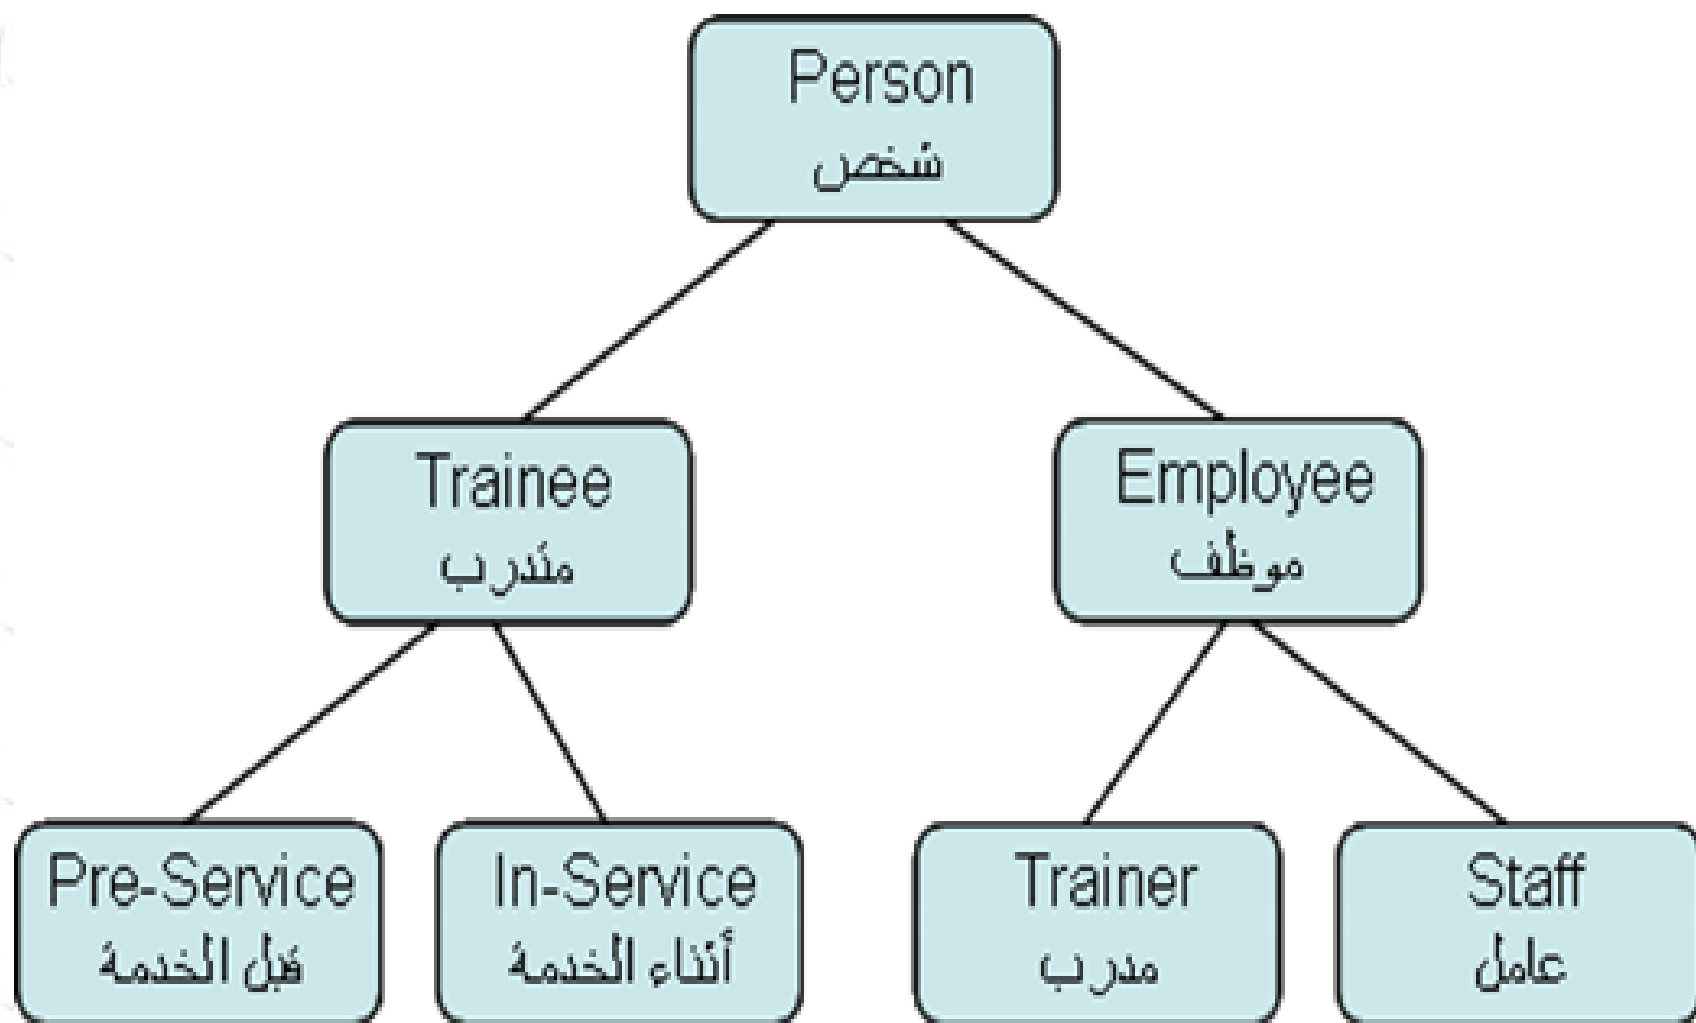 Person
شخص
Trainee
متدرب
Employee
موظف
Pre-Service
قبل الخدمة
In-Service
أثناء الخدمة
Trainer
مدرب
Staff
عامل